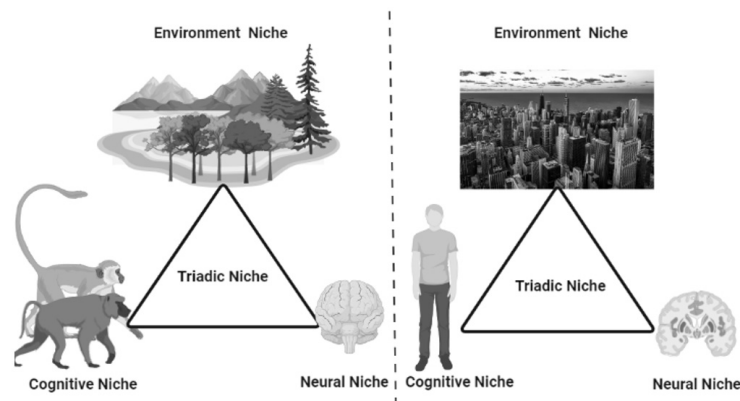 Environment Niche
Triadic Niche
Cognitive Niche
Neural Niche
Environment Niche
Triadic Niche
Cognitive Niche
Neural Niche